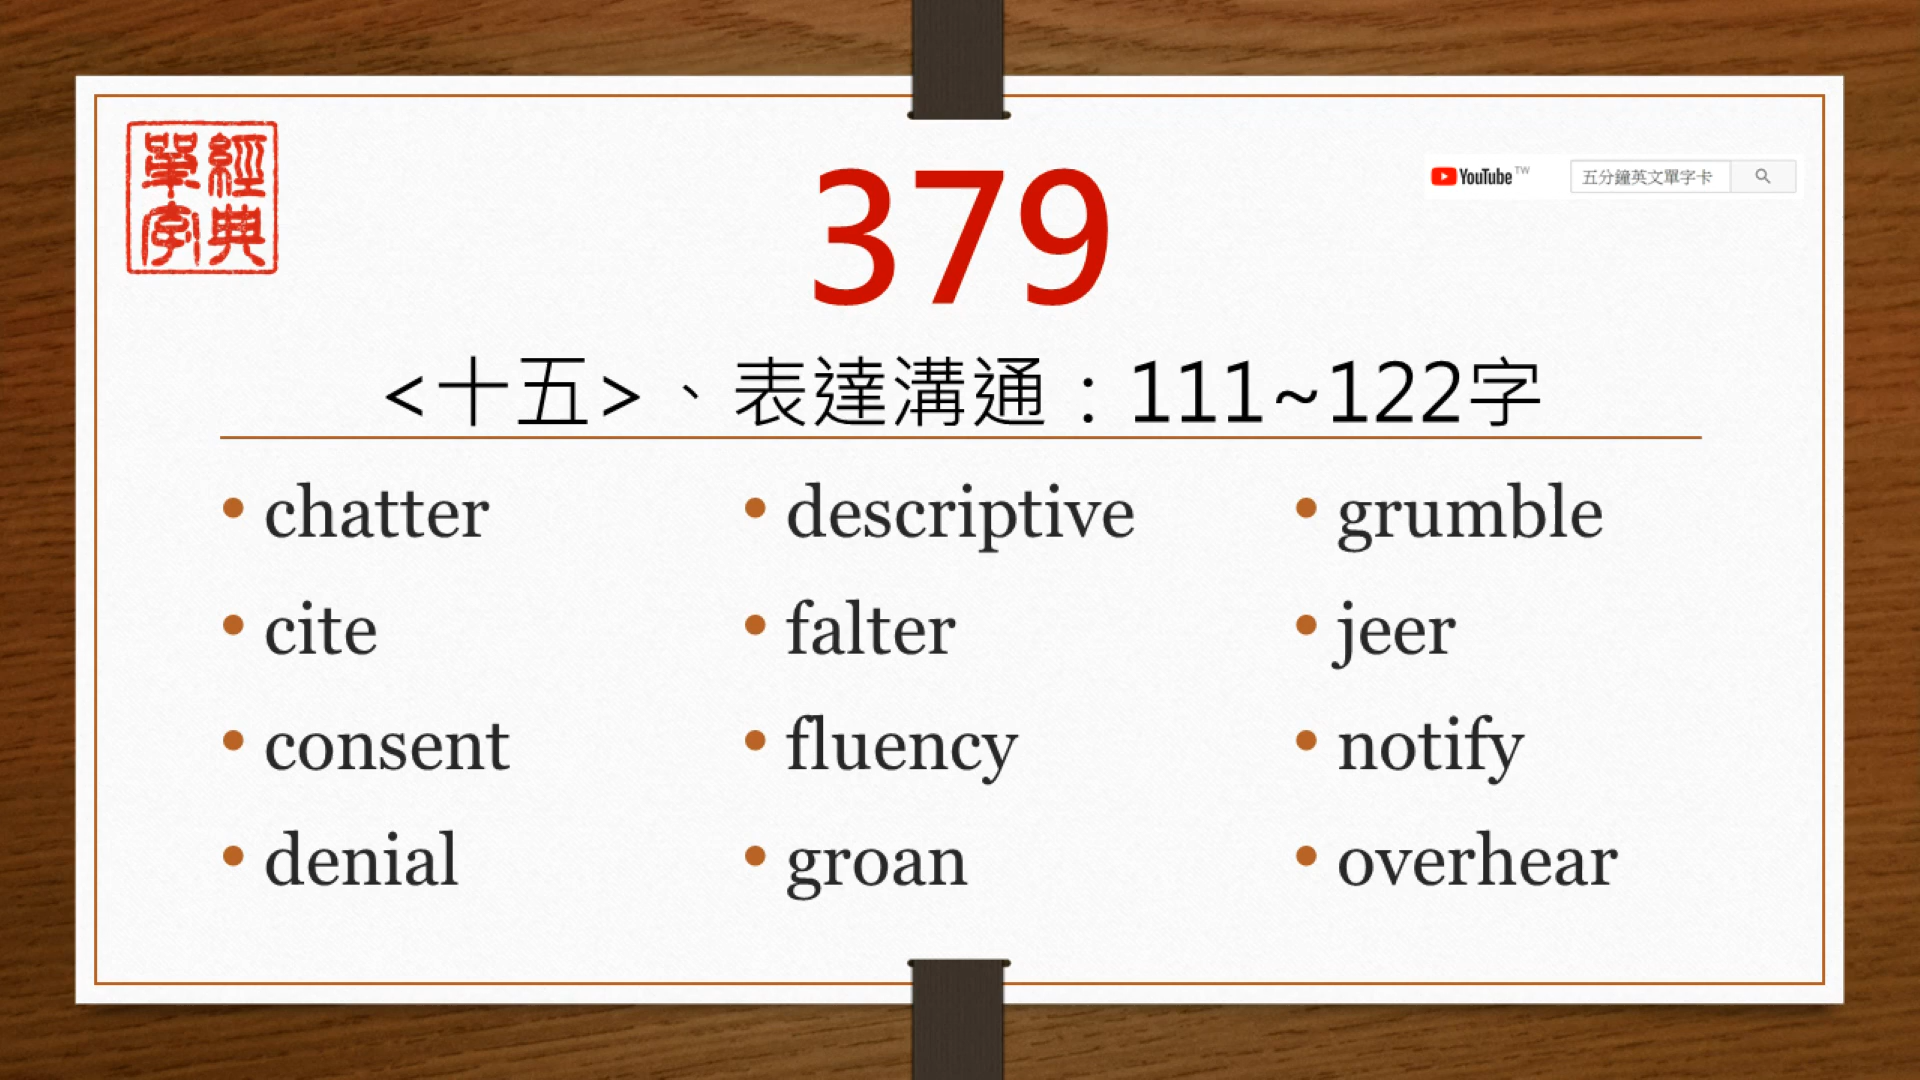 經典
單字
379
YouTube TW
五分鐘英文單字卡
<十五>、表達溝通：111~122字
• chatter
• cite
• consent
• denial
• descriptive
• falter
• fluency
• groan
• grumble
• jeer
• notify
• overhear